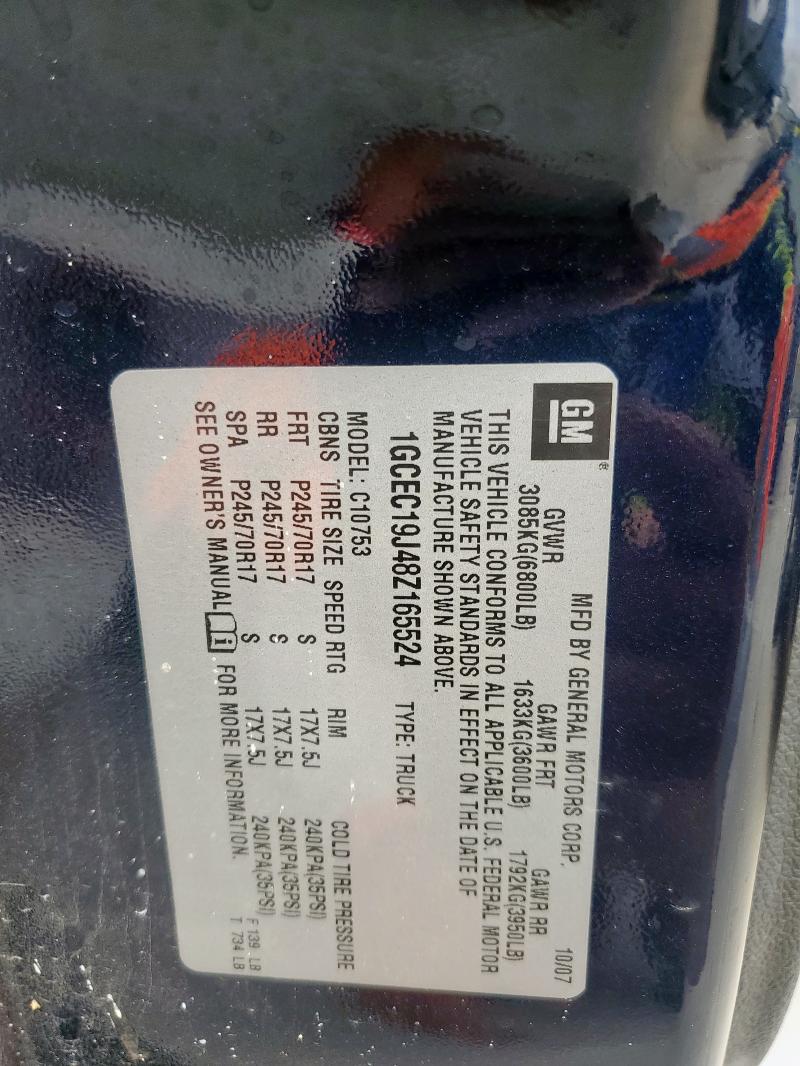 GM®
MFD BY GENERAL MOTORS CORP. 10/07
GVWR GAWR FRT GAWR RR
3085KG(6800LB) 1633KG(3600LB) 1792KG(3950LB)
THIS VEHICLE CONFORMS TO ALL APPLICABLE U.S. FEDERAL MOTOR
VEHICLE SAFETY STANDARDS IN EFFECT ON THE DATE OF
MANUFACTURE SHOWN ABOVE.
1GCEC19J48Z165524 TYPE: TRUCK
MODEL: C10753
CBNS TIRE SIZE SPEED RTG RIM COLD TIRE PRESSURE
FRT P245/70R17 S 17X7.5J 240KPA(35PSI)
RR P245/70R17 S 17X7.5J 240KPA(35PSI)
SPA P245/70R17 S 17X7.5J 240KPA(35PSI)
SEE OWNER'S MANUAL i FOR MORE INFORMATION.
F 139 LB
T 734 LB